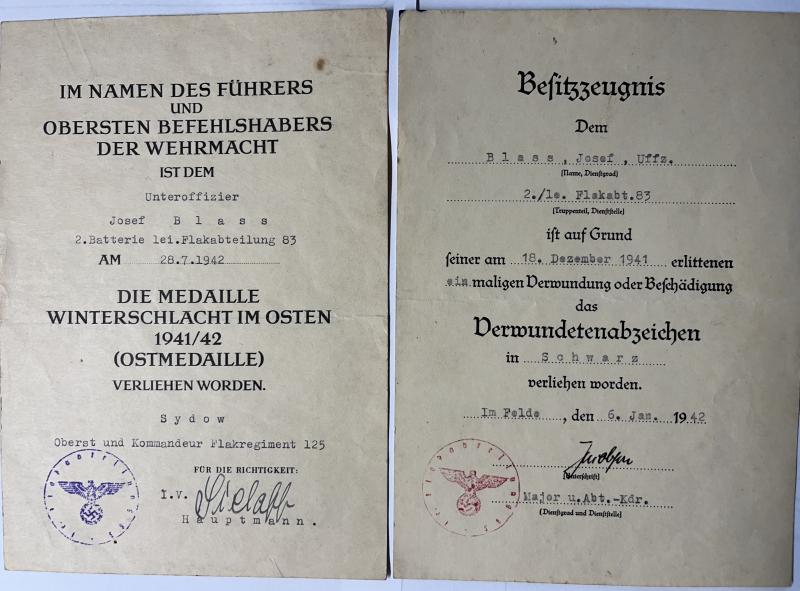 IM NAMEN DES FÜHRERS
UND
OBERSTEN BEFEHLSHABERS
DER WEHRMACHT
IST DEM
Unteroffizier
Josef Blass
2.Batterie lei.Flakabteilung 83
AM 28.7.1942
DIE MEDAILLE
WINTERSCHLACHT IM OSTEN
1941/42
(OSTMEDAILLE)
VERLIEHEN WORDEN.
Sydow
Oberst und Kommandeur Flakregiment 125
FÜR DIE RICHTIGKEIT:
I.V.
Hauptmann.
Besitzzeugnis
Dem
Blass, Josef, Uffz.
(Name, Dienstgrad)
2./le. Flakabt.83
(Truppenteil, Dienststelle)
ist auf Grund
seiner am 18. Dezember 1941 erlittenen
einmaligen Verwundung oder Beschädigung
das
Verwundetenabzeichen
in Schwarz
verliehen worden.
Im Felde, den 6. Jan. 1942
(Unterschrift)
Major u.Abt.-Kdr.
(Dienstgrad und Dienststelle)